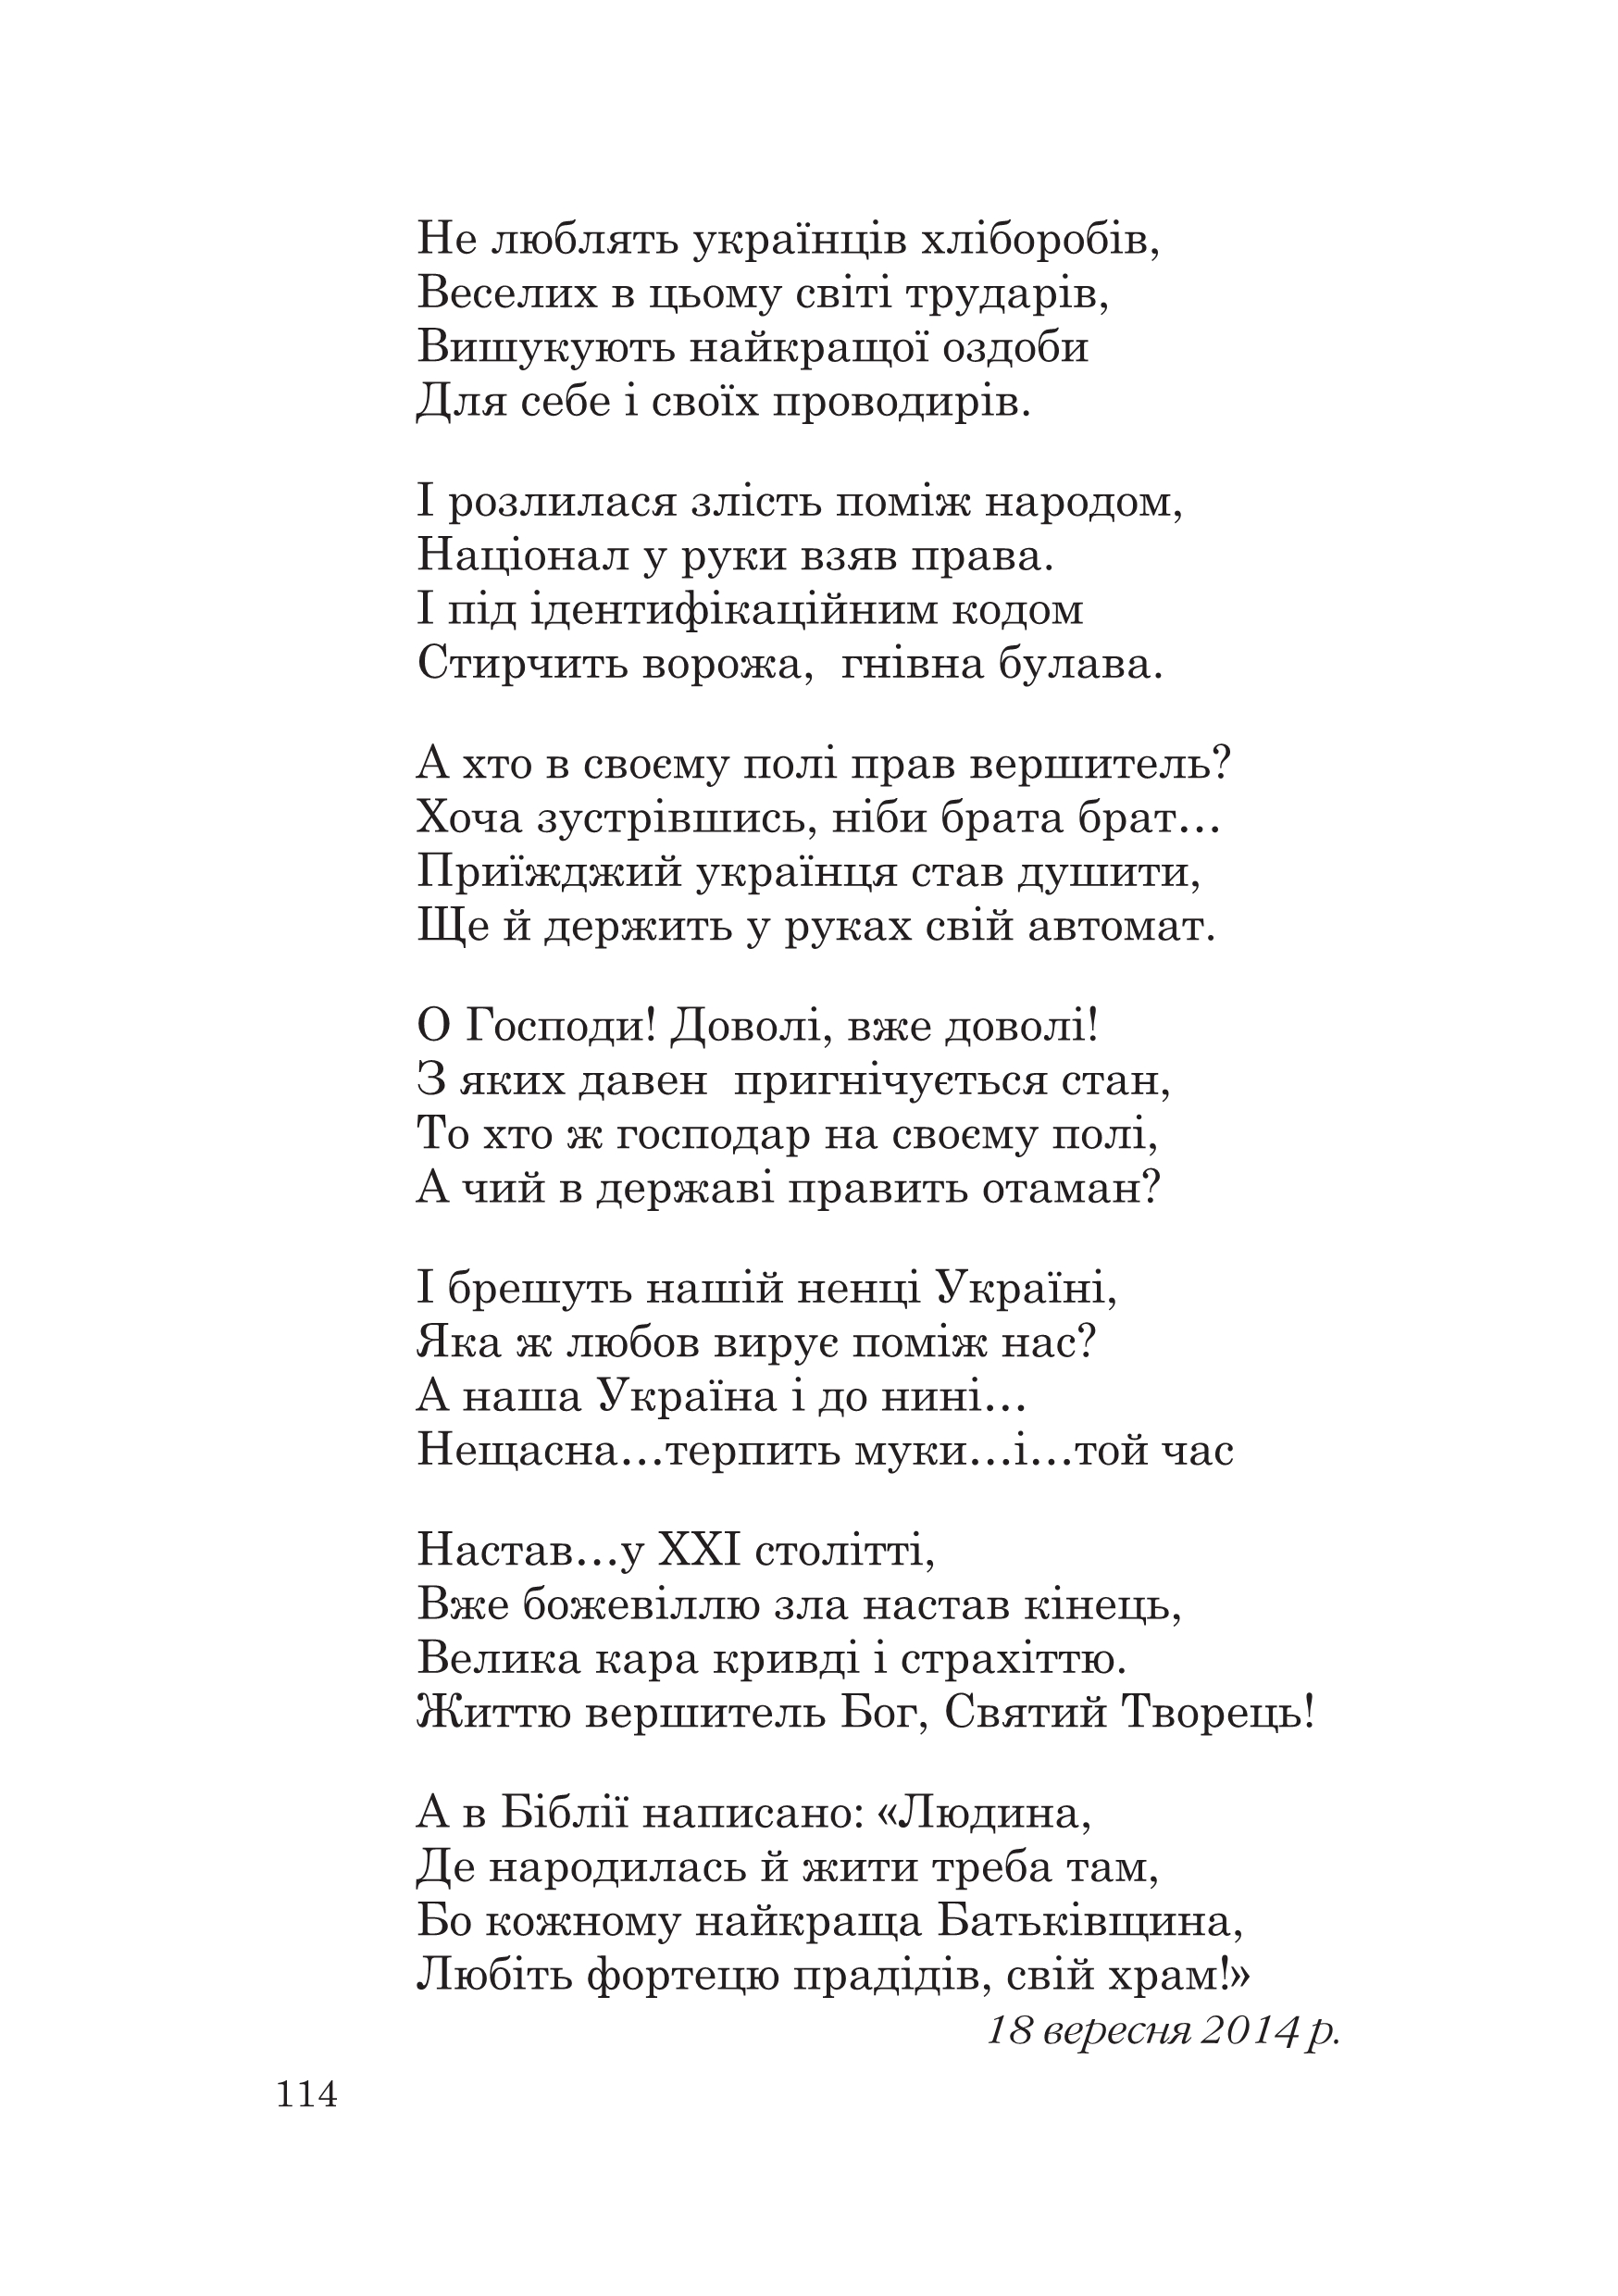 Не люблять українців хліборобів,
Веселих в цьому світі трударів,
Вишукують найкращої оздоби
Для себе і своїх проводирів.

І розлилася злість поміж народом,
Націонал у руки взяв права.
І під ідентифікаційним кодом
Стирчить ворожа,  гнівна булава.

А хто в своєму полі прав вершитель?
Хоча зустрівшись, ніби брата брат...
Приїжджий українця став душити,
Ще й держить у руках свій автомат.

О Господи! Доволі, вже доволі!
З яких давен  пригнічується стан,
То хто ж господар на своєму полі,
А чий в державі править отаман?

І брешуть нашій ненці Україні,
Яка ж любов вирує поміж нас?
А наша Україна і до нині...
Нещасна...терпить муки...і...той час

Настав...у ХХІ столітті,
Вже божевіллю зла настав кінець,
Велика кара кривді і страхіттю.
Життю вершитель Бог, Святий Творець!

А в Біблії написано: «Людина,
Де народилась й жити треба там,
Бо кожному найкраща Батьківщина,
Любіть фортецю прадідів, свій храм!»
18 вересня 2014 р.
114